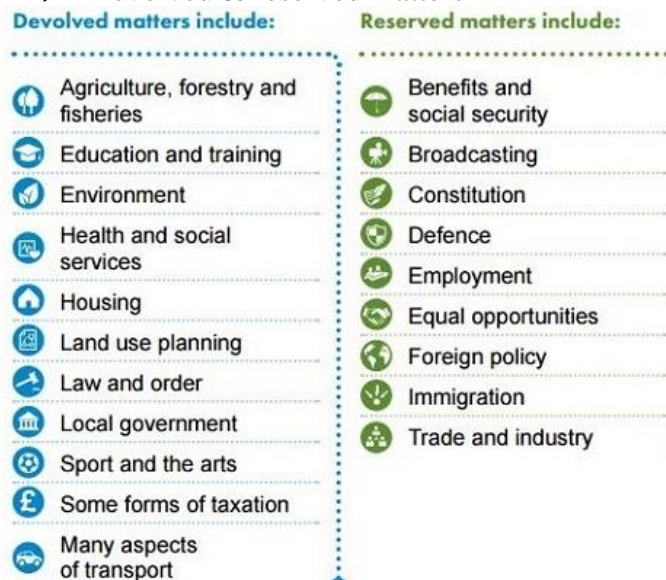 Devolved matters include:
Agriculture, forestry and
fisheries
Education and training
Environment
Health and social
services
Housing
Land use planning
Law and order
Local government
Sport and the arts
£ Some forms of taxation
Many aspects
of transport
Reserved matters include:
Benefits and
social security
Broadcasting
Constitution
Defence
Employment
Equal opportunities
Foreign policy
Immigration
Trade and industry